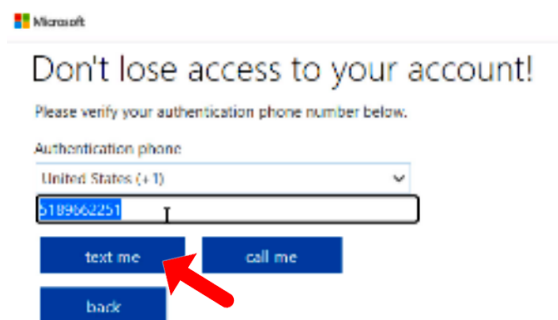 Microsoft
Don't lose access to your account!
Please verify your authentication phone number below.
Authentication phone
United States (+1)
5189662251
text me
call me
back